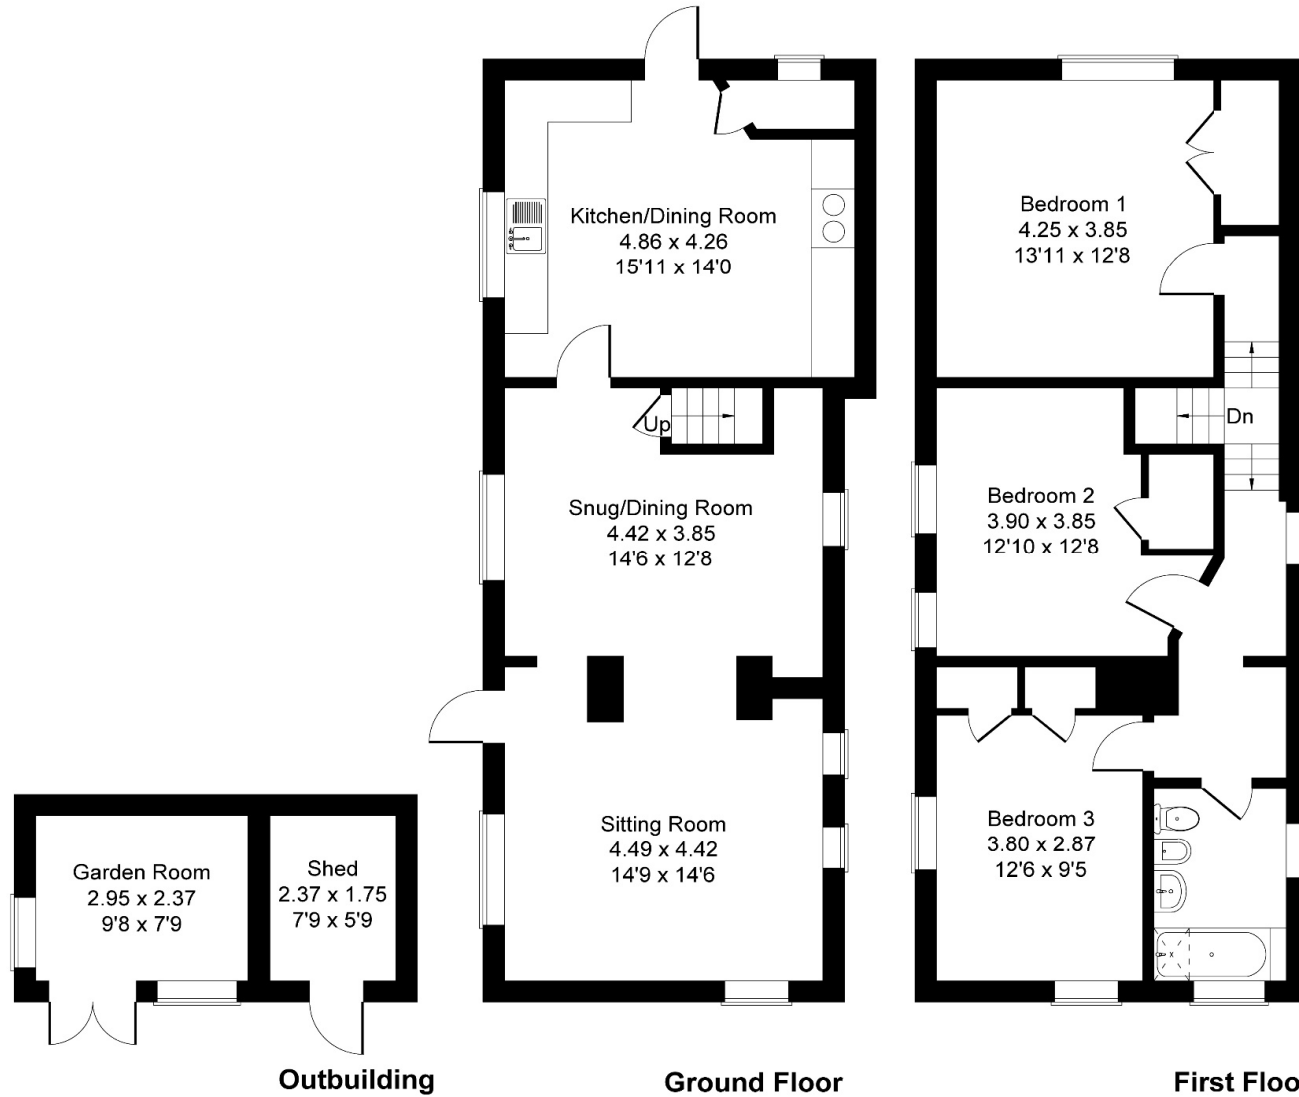 Kitchen/Dining Room
4.86 x 4.26
15'11 x 14'0
Up
Snug/Dining Room
4.42 x 3.85
14'6 x 12'8
Sitting Room
4.49 x 4.42
14'9 x 14'6
Garden Room
2.95 x 2.37
9'8 x 7'9
Shed
2.37 x 1.75
7'9 x 5'9
Bedroom 1
4.25 x 3.85
13'11 x 12'8
Dn
Bedroom 2
3.90 x 3.85
12'10 x 12'8
Bedroom 3
3.80 x 2.87
12'6 x 9'5
Outbuilding
Ground Floor
First Floo